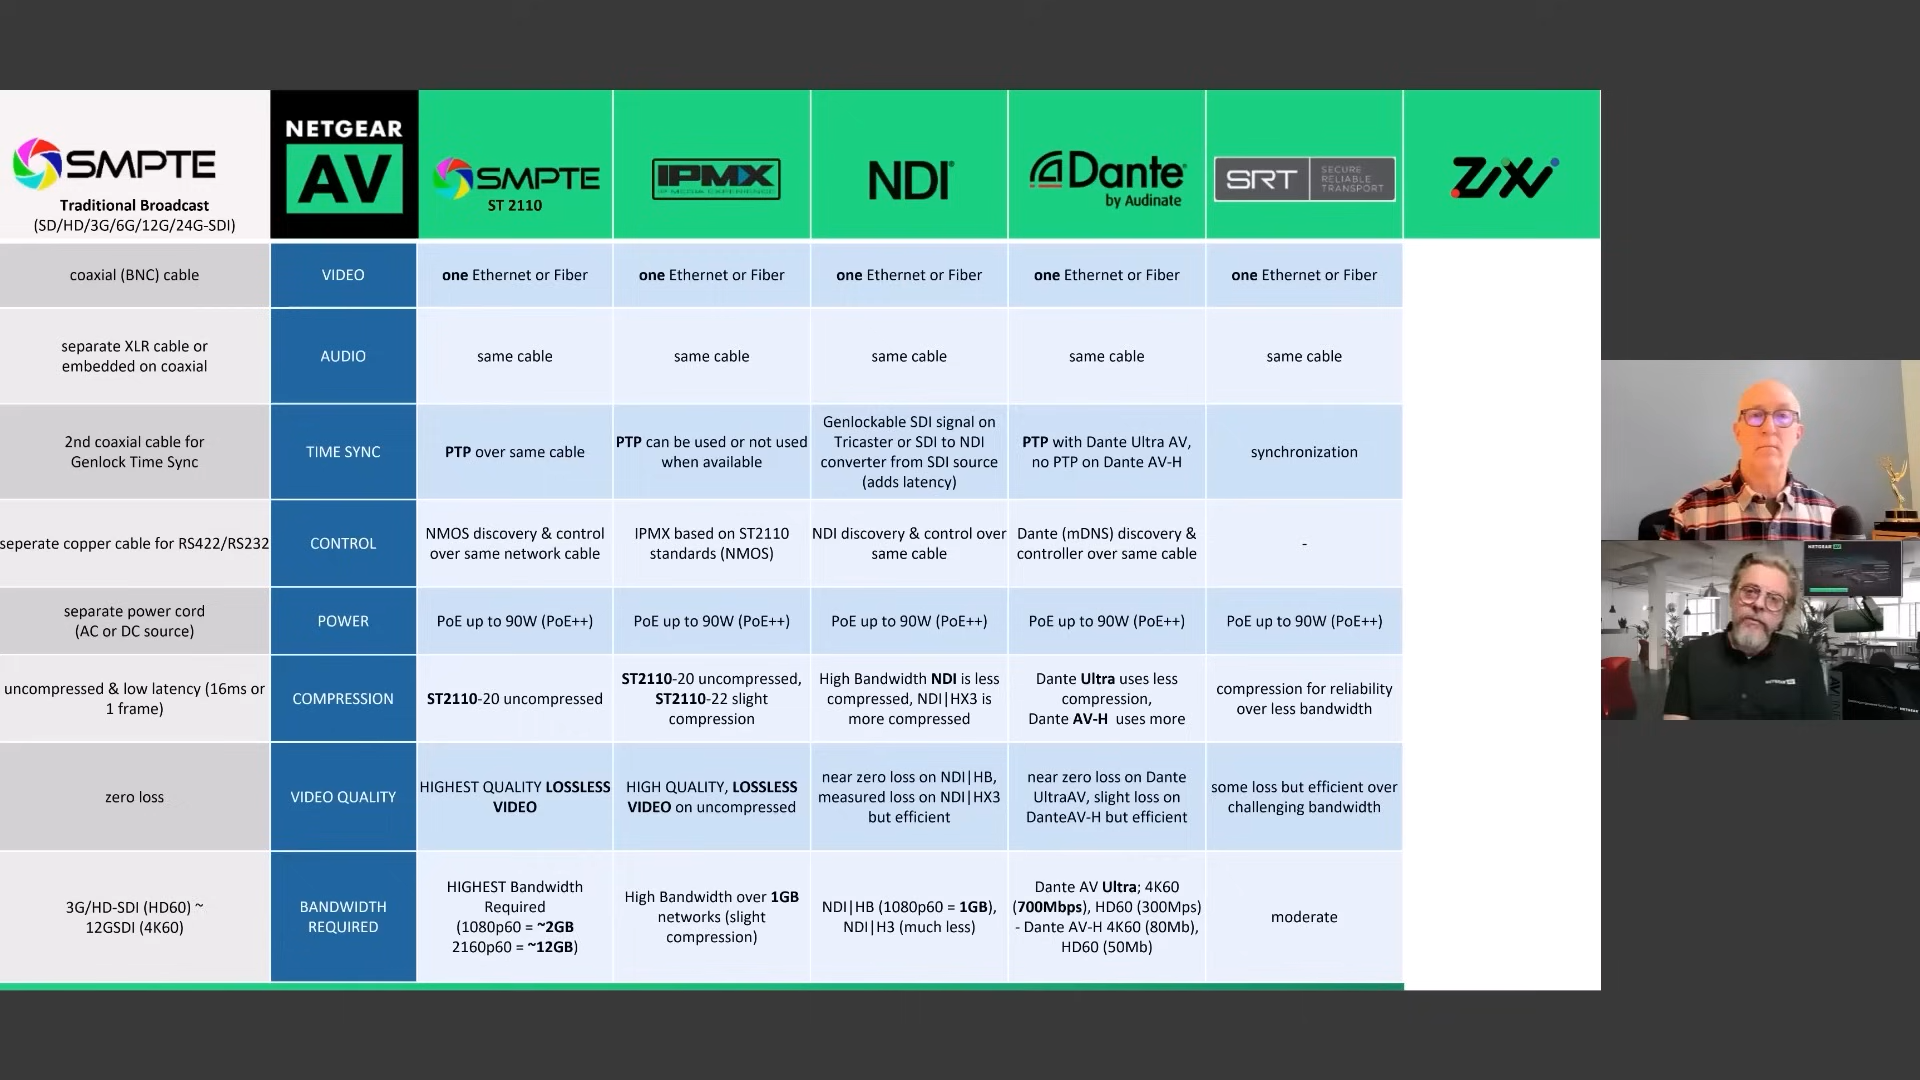 SMPTE
Traditional Broadcast
(SD/HD/3G/6G/12G/24G-SDI)
NETGEAR
AV
SMPTE
ST 2110
IPMX
NDI
Dante
by Audinate
SRT
SECURE
RELIABLE
TRANSPORT
ZiXi
coaxial (BNC) cable
VIDEO
one Ethernet or Fiber
one Ethernet or Fiber
one Ethernet or Fiber
one Ethernet or Fiber
one Ethernet or Fiber
separate XLR cable or
embedded on coaxial
AUDIO
same cable
same cable
same cable
same cable
same cable
2nd coaxial cable for
Genlock Time Sync
TIME SYNC
PTP over same cable
PTP can be used or not used
when available
Genlockable SDI signal on
Tricaster or SDI to NDI
converter from SDI source
(adds latency)
PTP with Dante Ultra AV,
no PTP on Dante AV-H
synchronization
seperate copper cable for RS422/RS232
CONTROL
NMOS discovery & control
over same network cable
IPMX based on ST2110
standards (NMOS)
NDI discovery & control over
same cable
Dante (mDNS) discovery &
controller over same cable
-
separate power cord
(AC or DC source)
POWER
PoE up to 90W (PoE++)
PoE up to 90W (PoE++)
PoE up to 90W (PoE++)
PoE up to 90W (PoE++)
PoE up to 90W (PoE++)
uncompressed & low latency (16ms or
1 frame)
COMPRESSION
ST2110-20 uncompressed
ST2110-20 uncompressed,
ST2110-22 slight
compression
High Bandwidth NDI is less
compressed, NDI|HX3 is
more compressed
Dante Ultra uses less
compression,
Dante AV-H uses more
compression for reliability
over less bandwidth
zero loss
VIDEO QUALITY
HIGHEST QUALITY LOSSLESS
VIDEO
HIGH QUALITY, LOSSLESS
VIDEO on uncompressed
near zero loss on NDI|HB,
measured loss on NDI|HX3
but efficient
near zero loss on Dante
UltraAV, slight loss on
DanteAV-H but efficient
some loss but efficient over
challenging bandwidth
3G/HD-SDI (HD60) ~
12GSDI (4K60)
BANDWIDTH
REQUIRED
HIGHEST Bandwidth
Required
(1080p60 = ~2GB
2160p60 = ~12GB)
High Bandwidth over 1GB
networks (slight
compression)
NDI|HB (1080p60 = 1GB),
NDI|H3 (much less)
Dante AV Ultra; 4K60
(700Mbps), HD60 (300Mps)
- Dante AV-H 4K60 (80Mb),
HD60 (50Mb)
moderate
NETGEAR AV